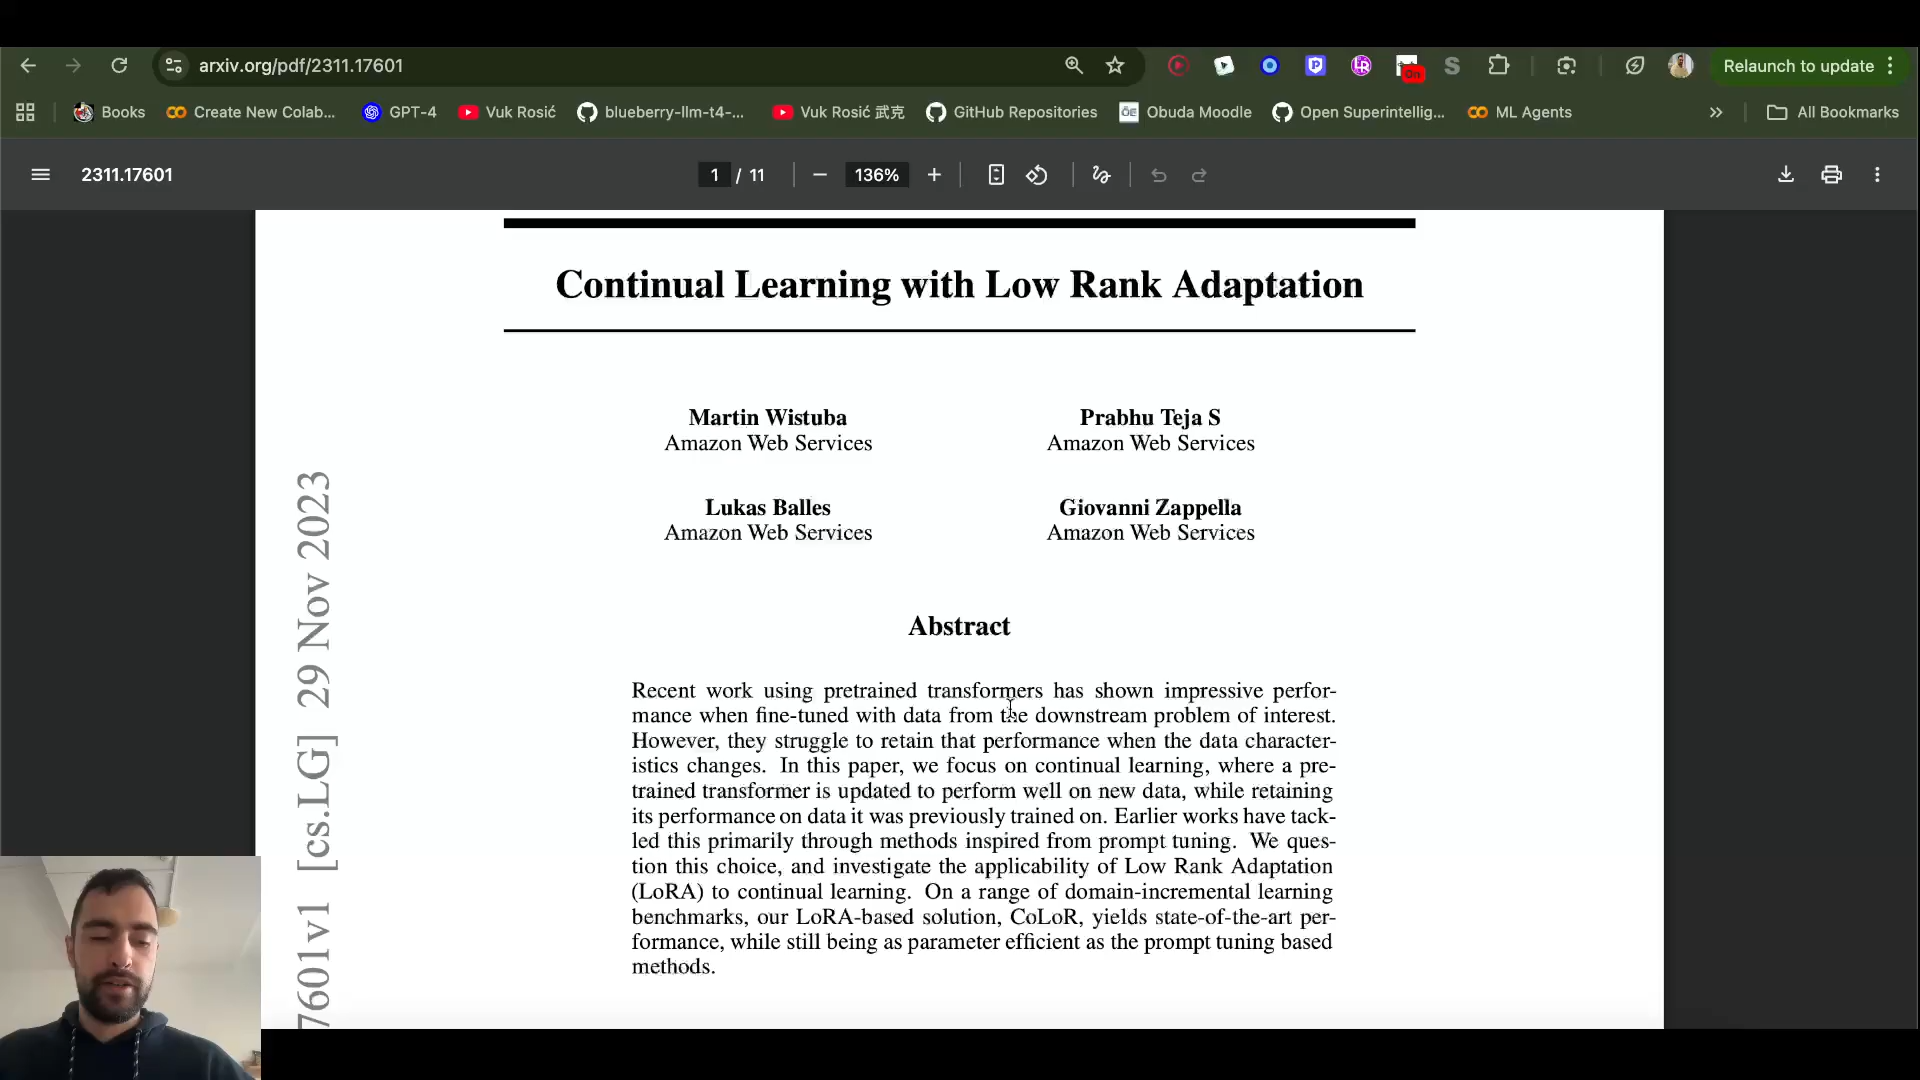 arxiv.org/pdf/2311.17601
On
S
Relaunch to update
Books
Create New Colab...
GPT-4
Vuk Rosić
blueberry-llm-t4-...
Vuk Rosić 武克
GitHub Repositories
Obuda Moodle
Open Superintellig...
ML Agents
»
All Bookmarks
2311.17601
1 / 11
136%
Continual Learning with Low Rank Adaptation
Martin Wistuba
Amazon Web Services
Prabhu Teja S
Amazon Web Services
Lukas Balles
Amazon Web Services
Giovanni Zappella
Amazon Web Services
7601v1 [cs.LG] 29 Nov 2023
Abstract
Recent work using pretrained transformers has shown impressive perfor-
mance when fine-tuned with data from the downstream problem of interest.
However, they struggle to retain that performance when the data character-
istics changes. In this paper, we focus on continual learning, where a pre-
trained transformer is updated to perform well on new data, while retaining
its performance on data it was previously trained on. Earlier works have tack-
led this primarily through methods inspired from prompt tuning. We ques-
tion this choice, and investigate the applicability of Low Rank Adaptation
(LoRA) to continual learning. On a range of domain-incremental learning
benchmarks, our LoRA-based solution, CoLoR, yields state-of-the-art per-
formance, while still being as parameter efficient as the prompt tuning based
methods.